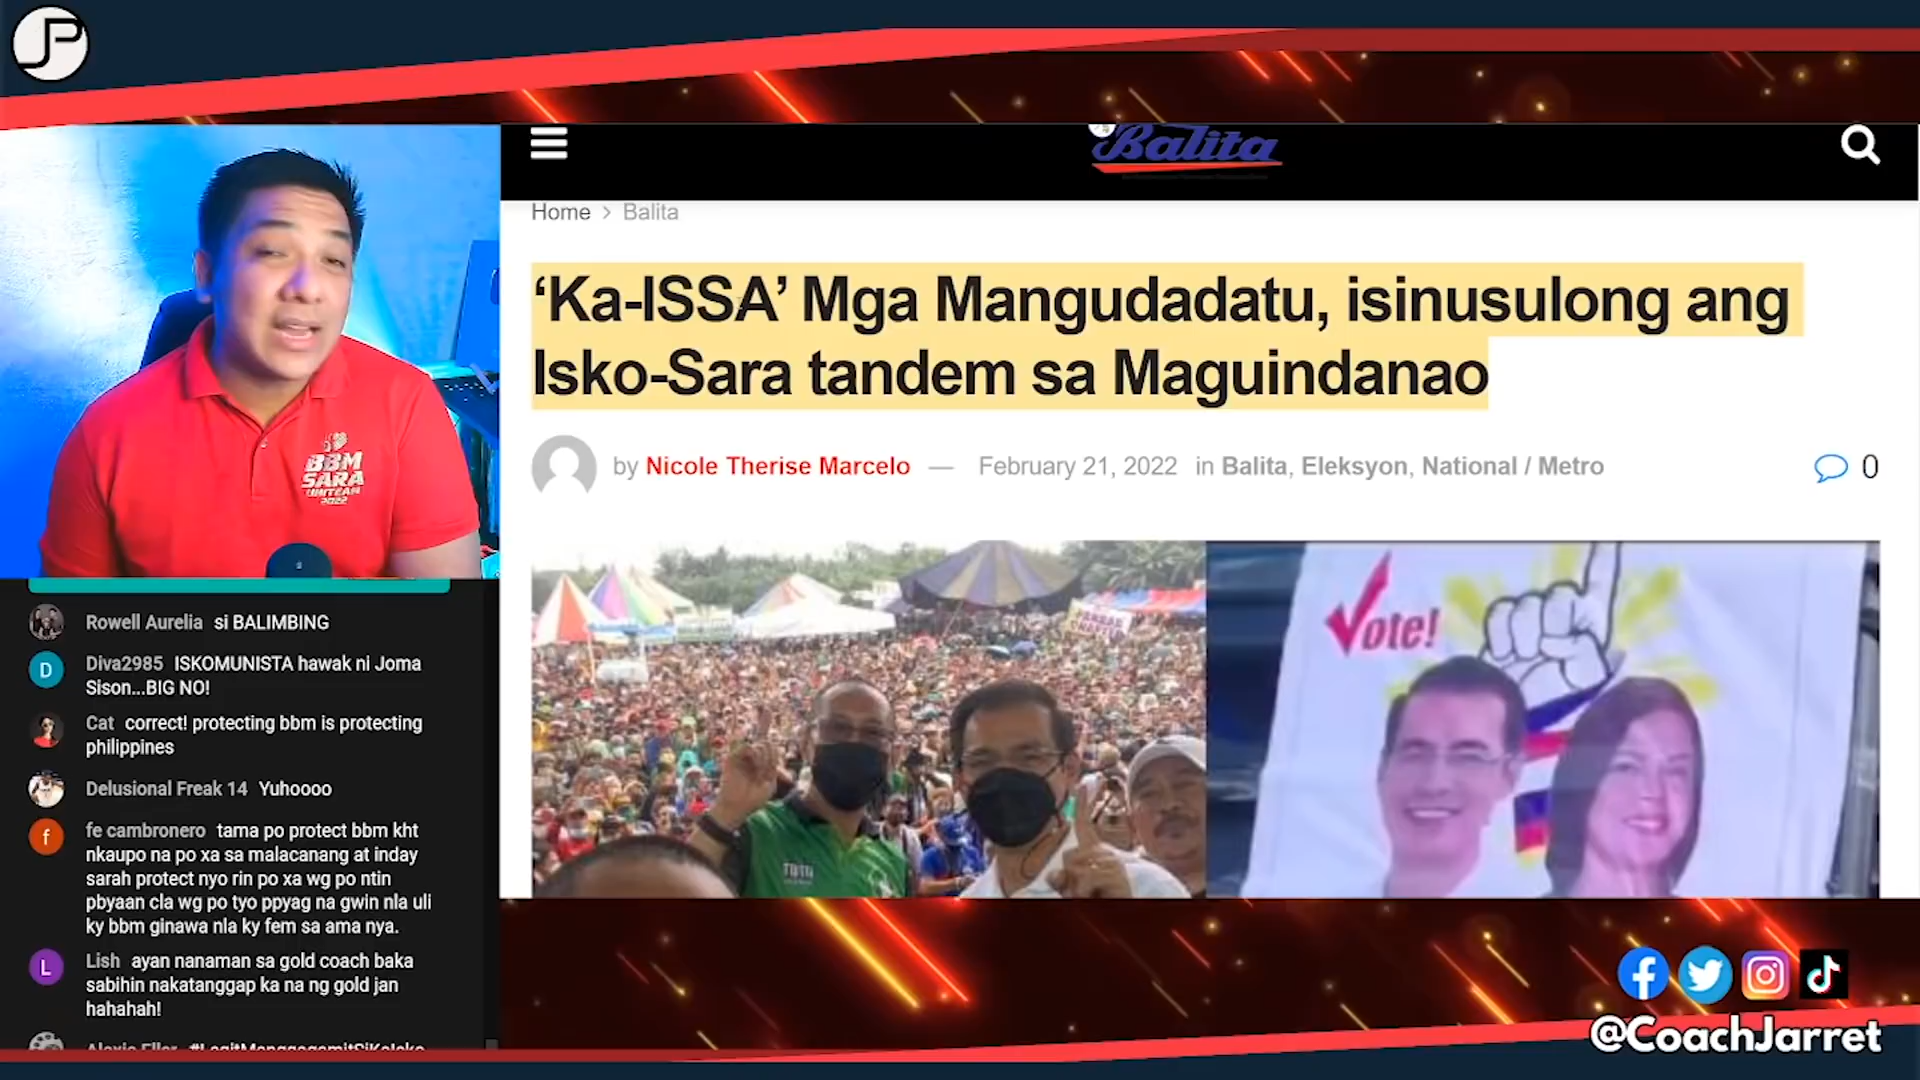 JP
Balita
Home > Balita
‘Ka-ISSA’ Mga Mangudadatu, isinusulong ang
Isko-Sara tandem sa Maguindanao
by Nicole Therise Marcelo — February 21, 2022 in Balita, Eleksyon, National / Metro
0
Vote!
BBM
SARA
UNITEAM
2022
Rowell Aurelia si BALIMBING
D
Diva2985 ISKOMUNISTA hawak ni Joma
Sison...BIG NO!
Cat correct! protecting bbm is protecting
philippines
Delusional Freak 14 Yuhoooo
f
fe cambronero tama po protect bbm kht
nkaupo na po xa sa malacanang at inday
sarah protect nyo rin po xa wg po ntin
pbyaan cla wg po tyo ppyag na gwin nla uli
ky bbm ginawa nla ky fem sa ama nya.
L
Lish ayan nanaman sa gold coach baka
sabihin nakatanggap ka na ng gold jan
hahahah!
@CoachJarret